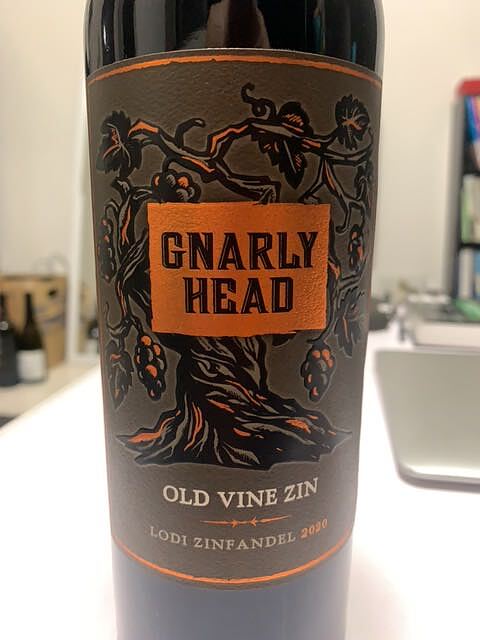 GNARLY
HEAD
OLD VINE ZIN
LODI ZINFANDEL 2020